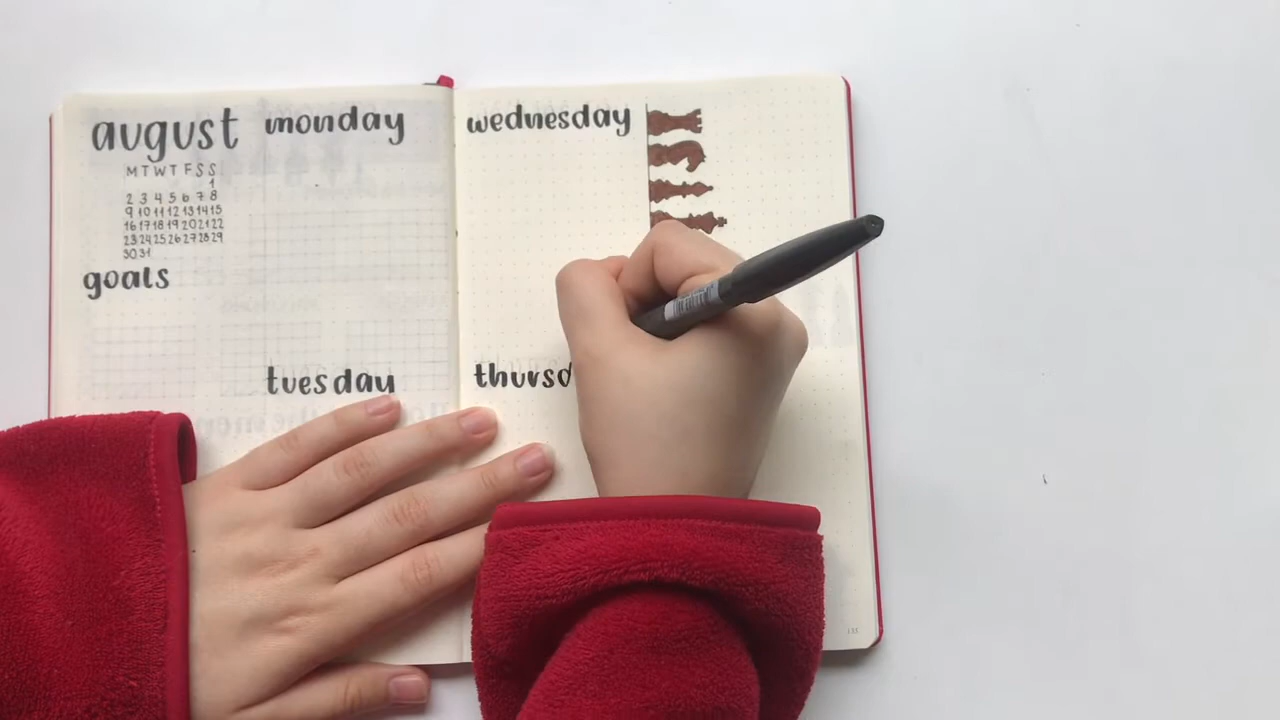 august
M T W T F S S
1
2 3 4 5 6 7 8
9 10 11 12 13 14 15
16 17 18 19 20 21 22
23 24 25 26 27 28 29
30 31
goals
monday
tuesday
wednesday
thursd
133